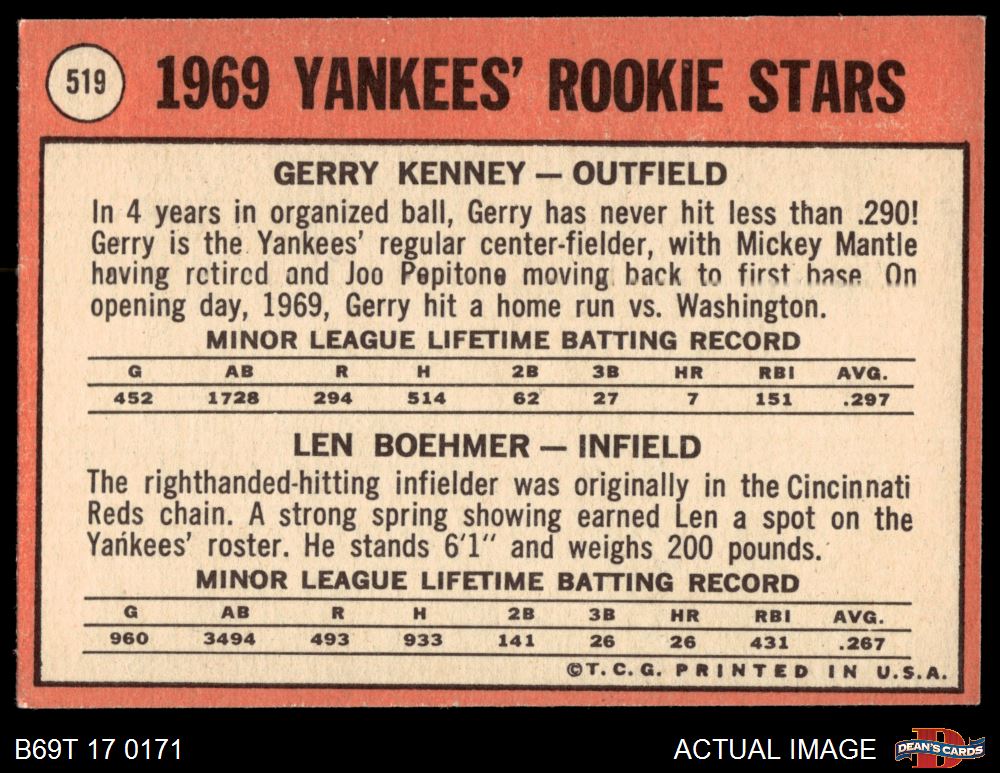 519
1969 YANKEES' ROOKIE STARS
GERRY KENNEY — OUTFIELD
In 4 years in organized ball, Gerry has never hit less than .290!
Gerry is the Yankees' regular center-fielder, with Mickey Mantle
having retired and Joe Pepitone moving back to first base. On
opening day, 1969, Gerry hit a home run vs. Washington.
MINOR LEAGUE LIFETIME BATTING RECORD
G AB R H 2B 3B HR RBI AVG.
452 1728 294 514 62 27 7 151 .297
LEN BOEHMER — INFIELD
The righthanded-hitting infielder was originally in the Cincinnati
Reds chain. A strong spring showing earned Len a spot on the
Yankees' roster. He stands 6'1" and weighs 200 pounds.
MINOR LEAGUE LIFETIME BATTING RECORD
G AB R H 2B 3B HR RBI AVG.
960 3494 493 933 141 26 26 431 .267
©T.C.G. PRINTED IN U.S.A.
B69T 17 0171 ACTUAL IMAGE
D
DEAN'S CARDS